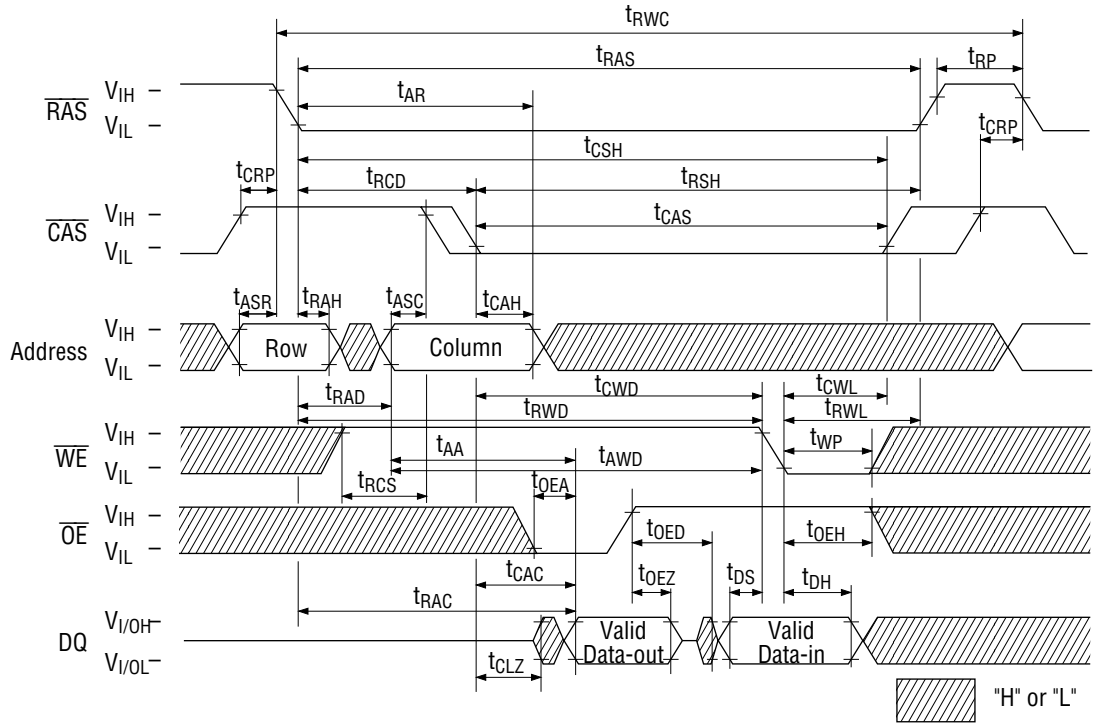 tRWC
tRAS
tRP
RAS
VIH –
VIL –
tAR
tCRP
tCSH
tCRP
tRCD
tRSH
CAS
VIH –
VIL –
tCAS
tASR
tRAH
tASC
tCAH
Address
VIH –
VIL –
Row
Column
tRAD
tCWD
tCWL
tRWD
tRWL
WE
VIH –
VIL –
tAA
tAWD
tWP
tRCS
tOEA
OE
VIH –
VIL –
tOED
tOEH
tCAC
tOEZ
tDS
tDH
tRAC
DQ
VI/OH –
VI/OL –
Valid
Data-out
Valid
Data-in
tCLZ
"H" or "L"